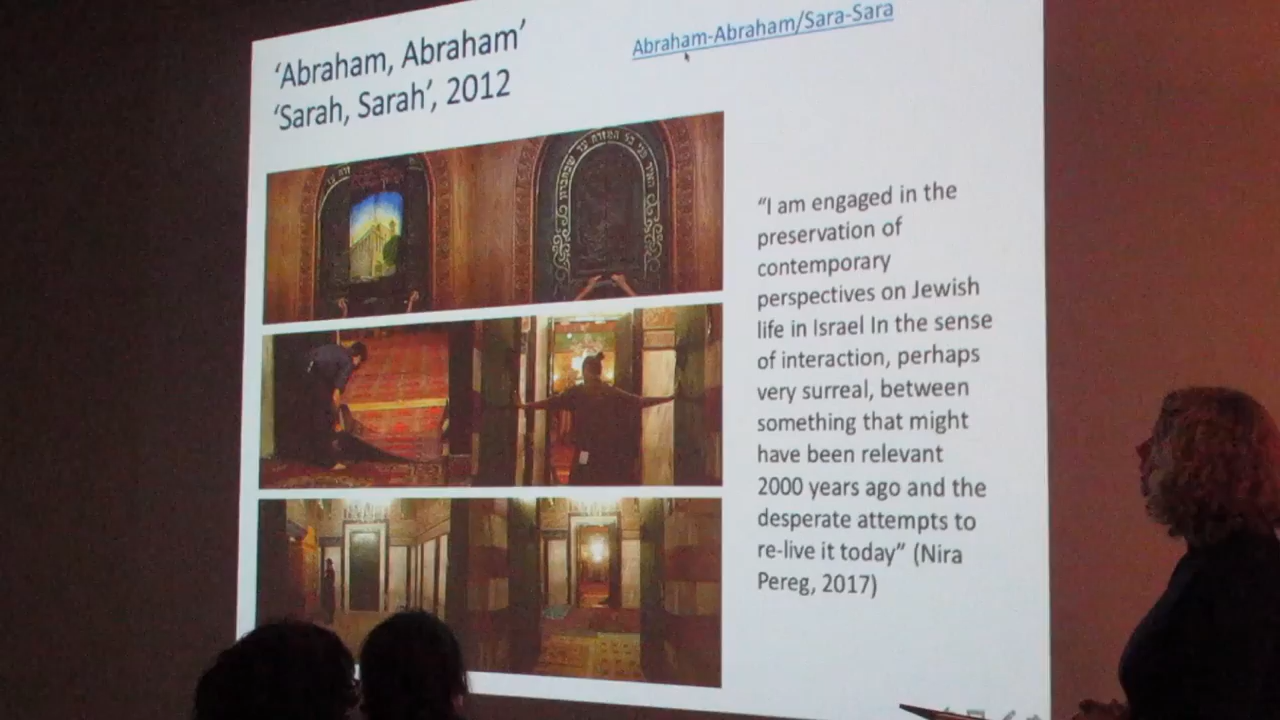 ‘Abraham, Abraham’
‘Sarah, Sarah’, 2012
Abraham-Abraham/Sara-Sara
“I am engaged in the
preservation of
contemporary
perspectives on Jewish
life in Israel In the sense
of interaction, perhaps
very surreal, between
something that might
have been relevant
2000 years ago and the
desperate attempts to
re-live it today” (Nira
Pereg, 2017)